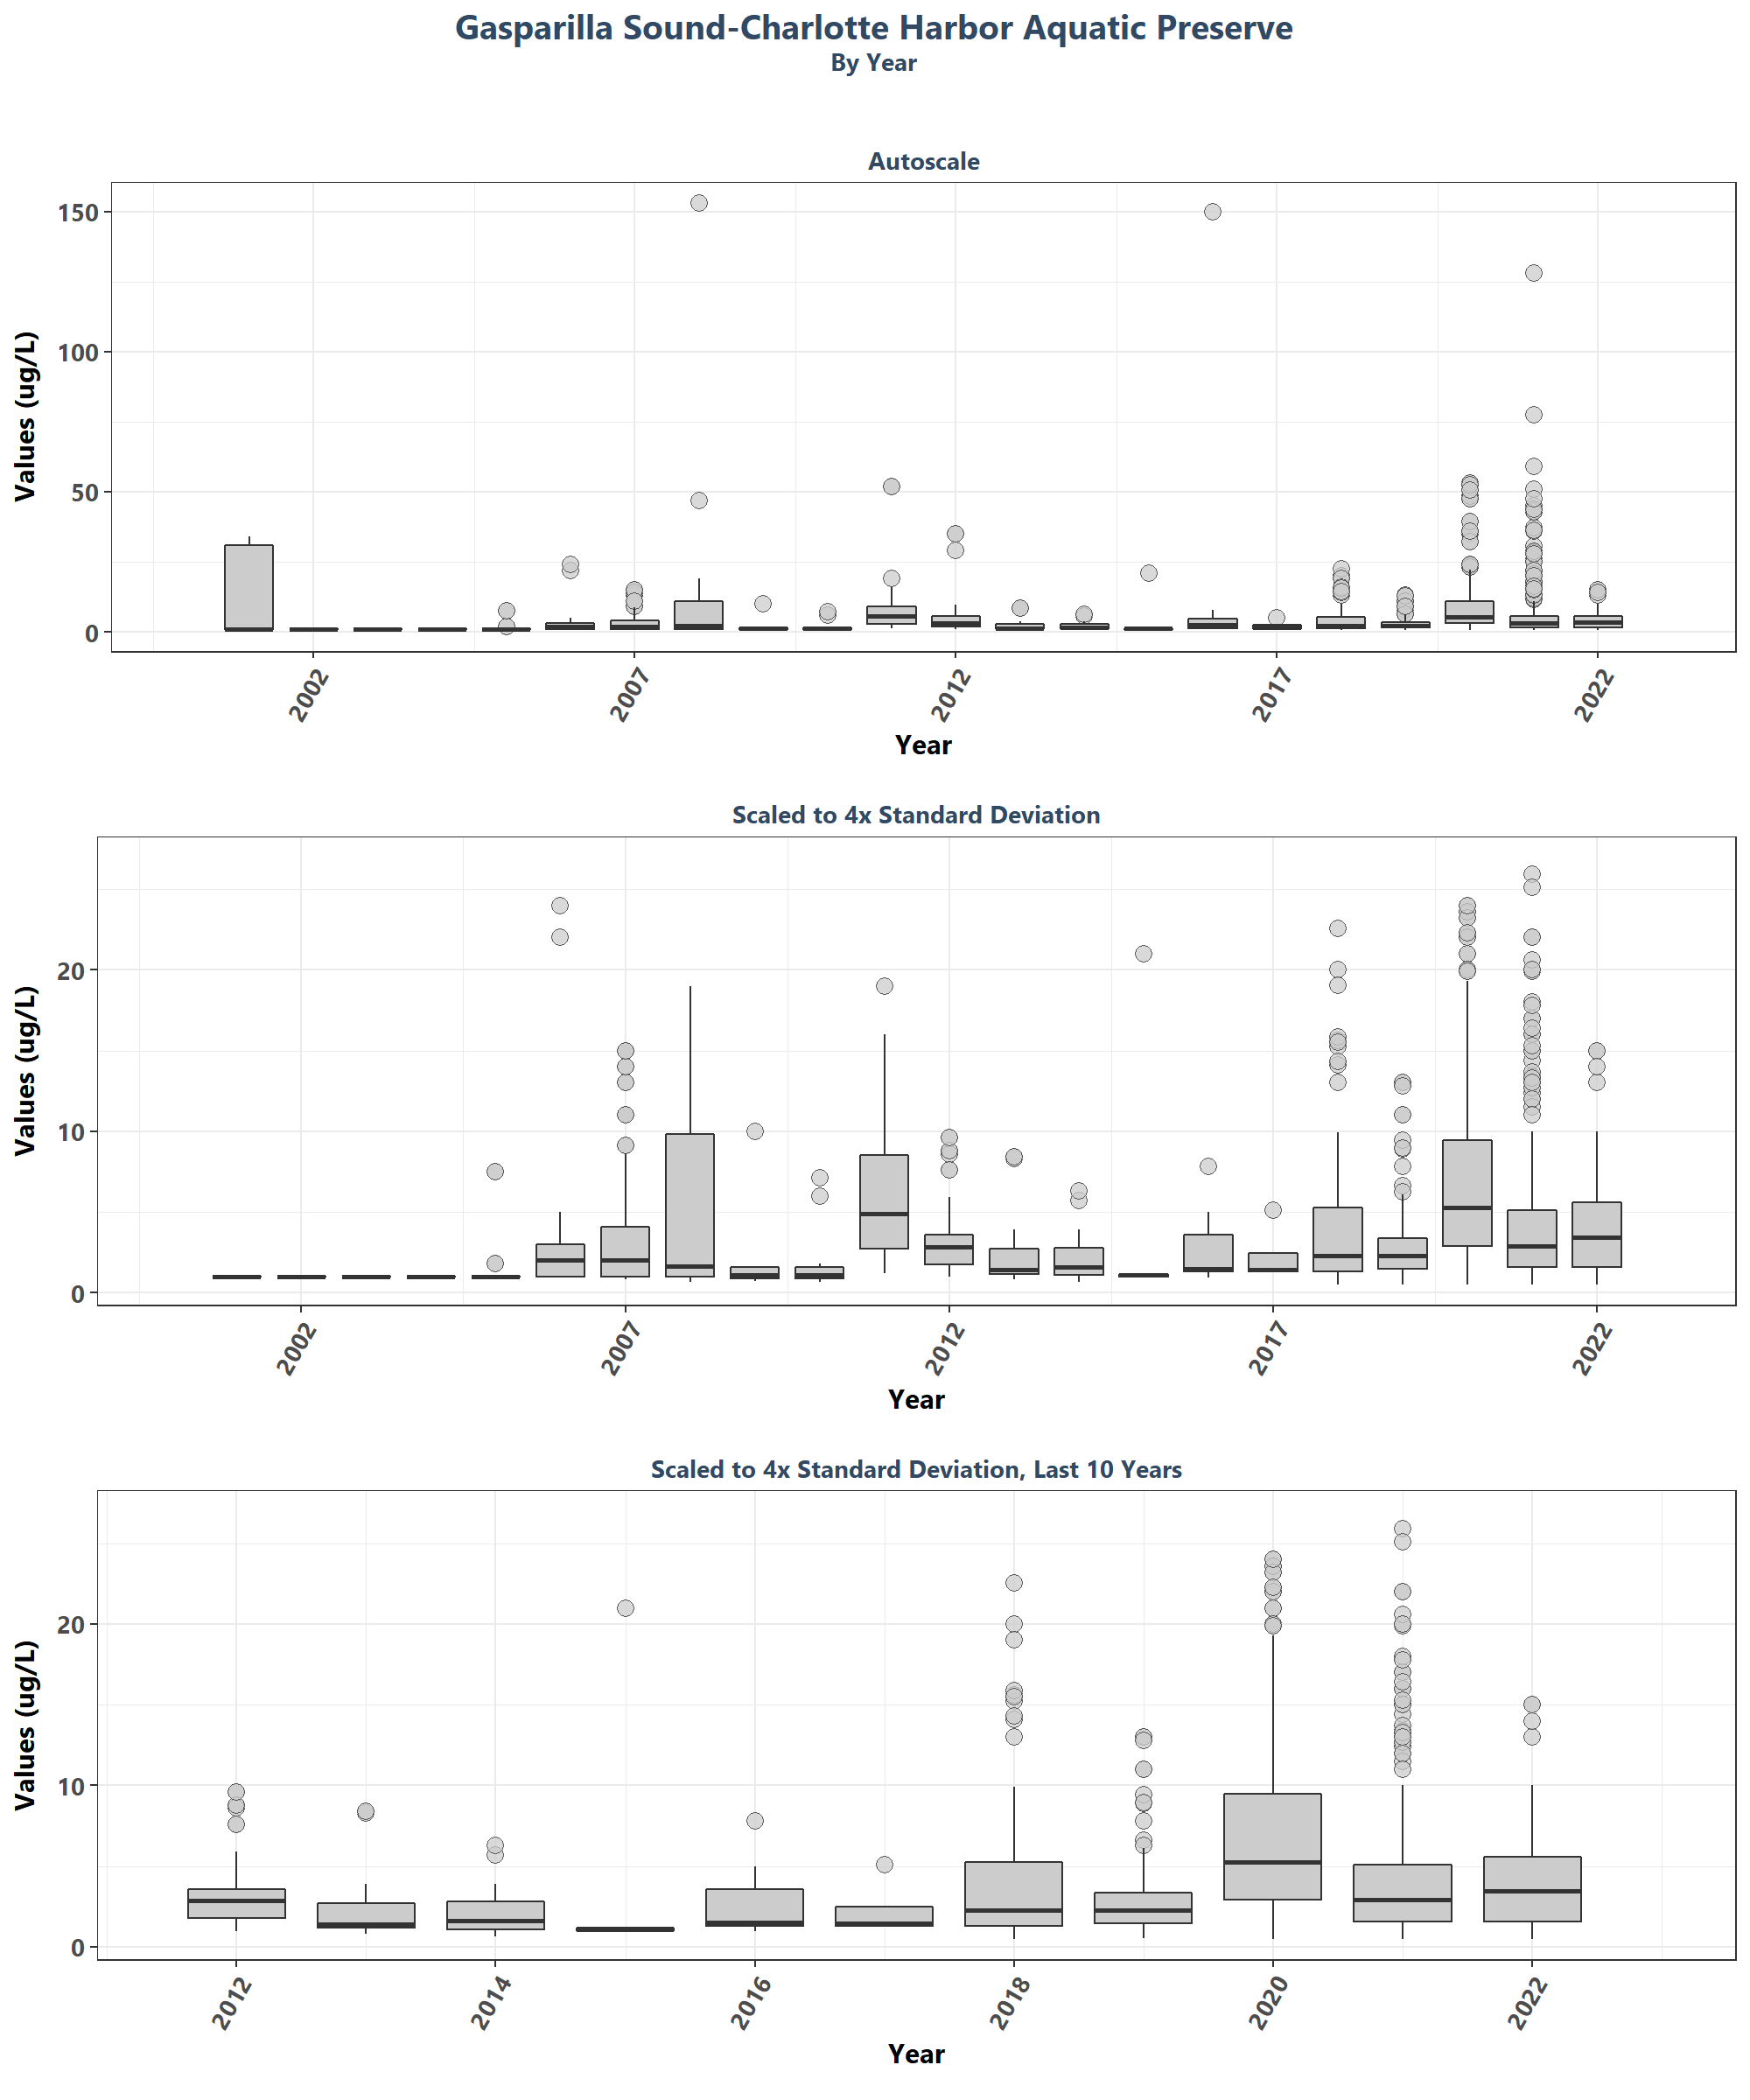 Gasparilla Sound-Charlotte Harbor Aquatic Preserve
By Year
Autoscale
Values (ug/L)
150
100
50
0
2002
2007
2012
2017
2022
Year
Scaled to 4x Standard Deviation
Values (ug/L)
20
10
0
2002
2007
2012
2017
2022
Year
Scaled to 4x Standard Deviation, Last 10 Years
Values (ug/L)
20
10
0
2012
2014
2016
2018
2020
2022
Year